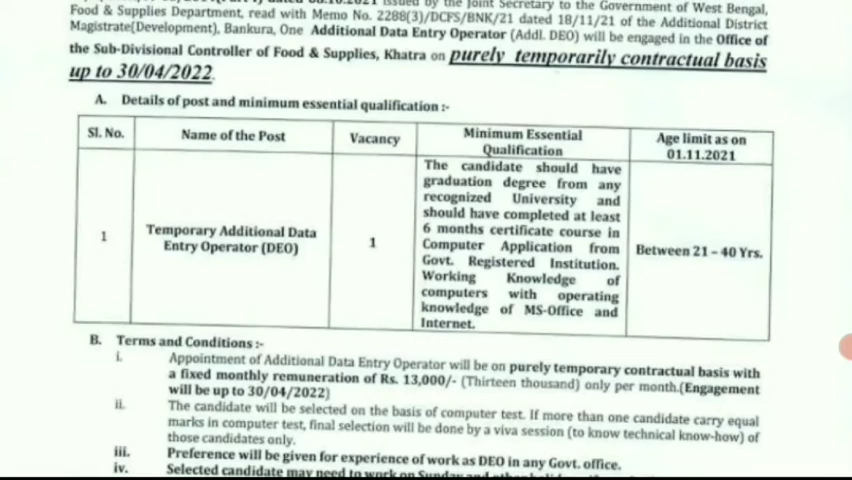 issued by the Joint Secretary to the Government of West Bengal,
Food & Supplies Department, read with Memo No. 2288(3)/DCFS/BNK/21 dated 18/11/21 of the Additional District
Magistrate(Development), Bankura, One Additional Data Entry Operator (Addl. DEO) will be engaged in the Office of
the Sub-Divisional Controller of Food & Supplies, Khatra on purely temporarily contractual basis
up to 30/04/2022.
A. Details of post and minimum essential qualification :-
Sl. No.
Name of the Post
Vacancy
Minimum Essential
Qualification
Age limit as on
01.11.2021
1
Temporary Additional Data
Entry Operator (DEO)
1
The candidate should have
graduation degree from any
recognized University and
should have completed at least
6 months certificate course in
Computer Application from
Govt. Registered Institution.
Working Knowledge of
computers with operating
knowledge of MS-Office and
Internet.
Between 21 – 40 Yrs.
B. Terms and Conditions :-
i. Appointment of Additional Data Entry Operator will be on purely temporary contractual basis with
a fixed monthly remuneration of Rs. 13,000/- (Thirteen thousand) only per month.(Engagement
will be up to 30/04/2022)
ii. The candidate will be selected on the basis of computer test. If more than one candidate carry equal
marks in computer test, final selection will be done by a viva session (to know technical know-how) of
those candidates only.
iii. Preference will be given for experience of work as DEO in any Govt. office.
iv. Selected candidate may need to work on Sunday and other